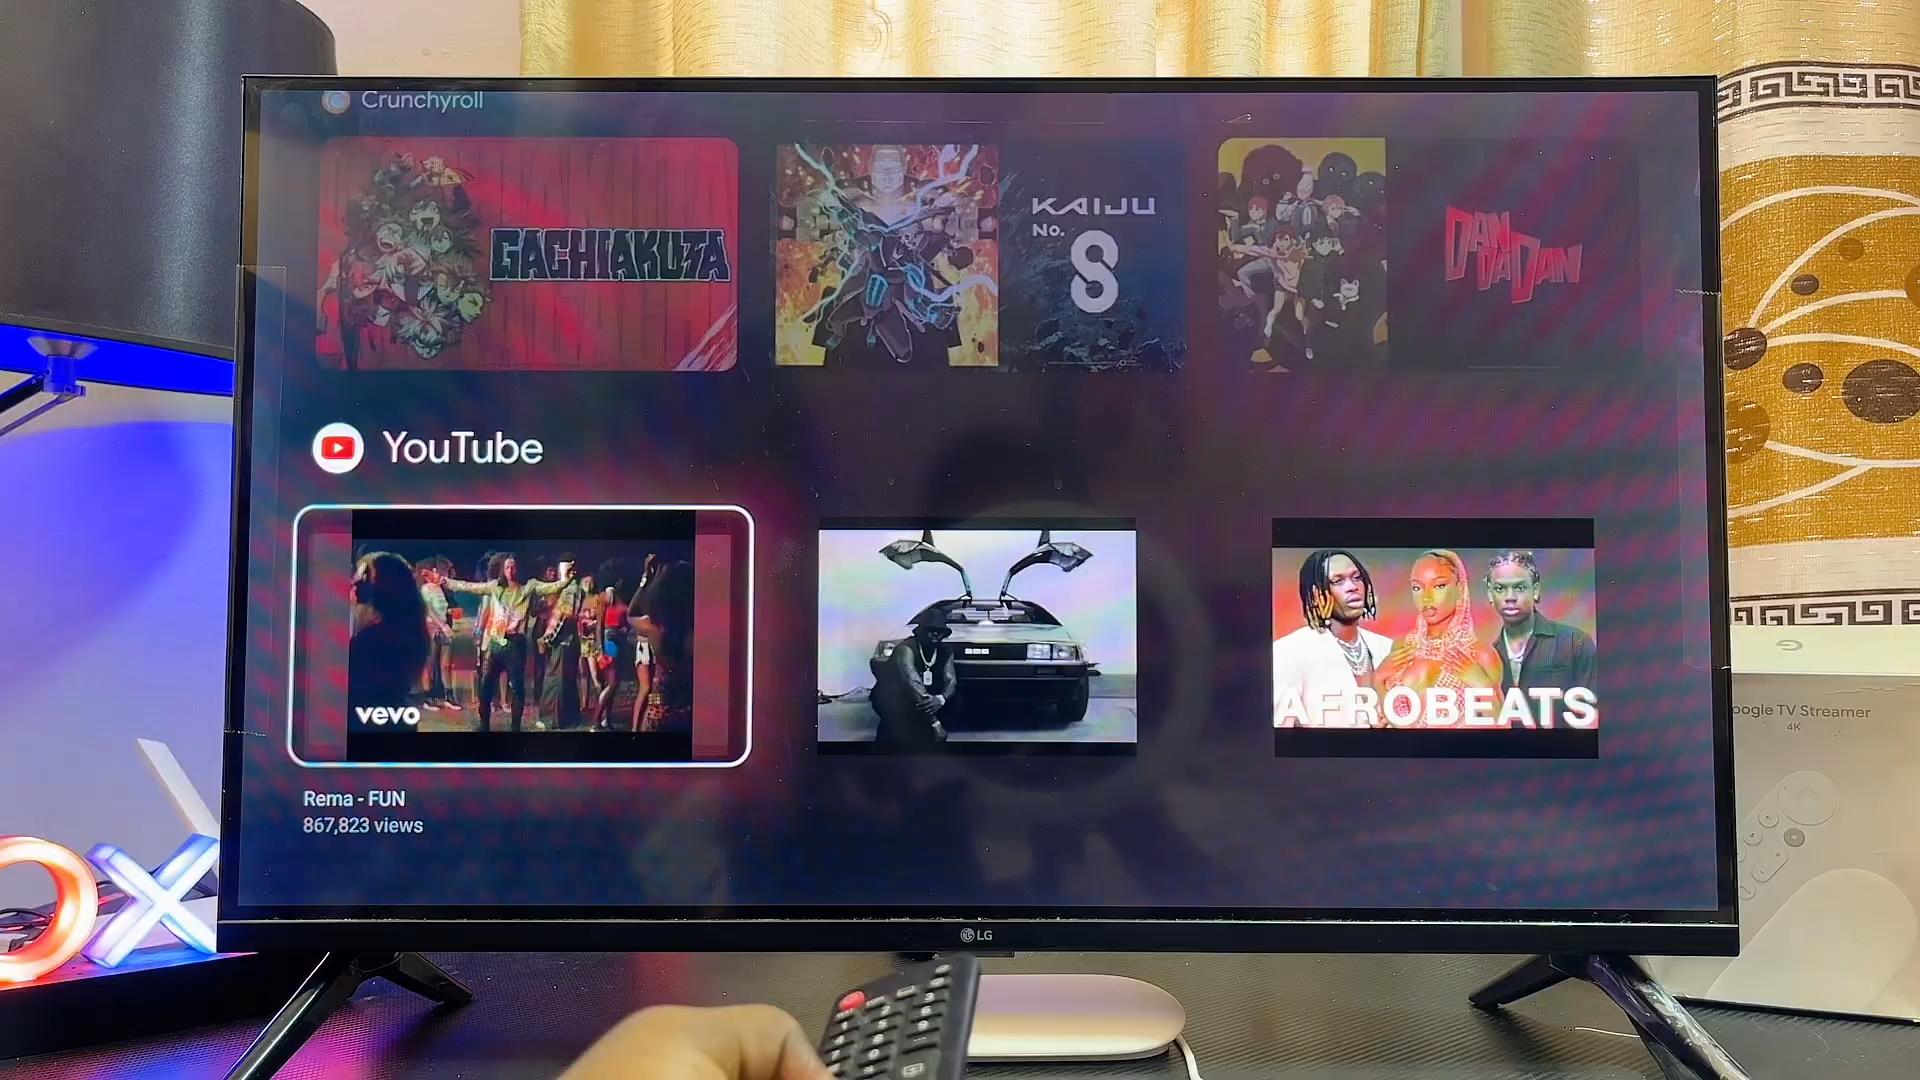 Crunchyroll
GACHIAKUTA
KAIJU
No.
8
DAN
DA DAN
YouTube
vevo
AFROBEATS
Rema - FUN
867,823 views
LG
oogle TV Streamer
4K
OX
G